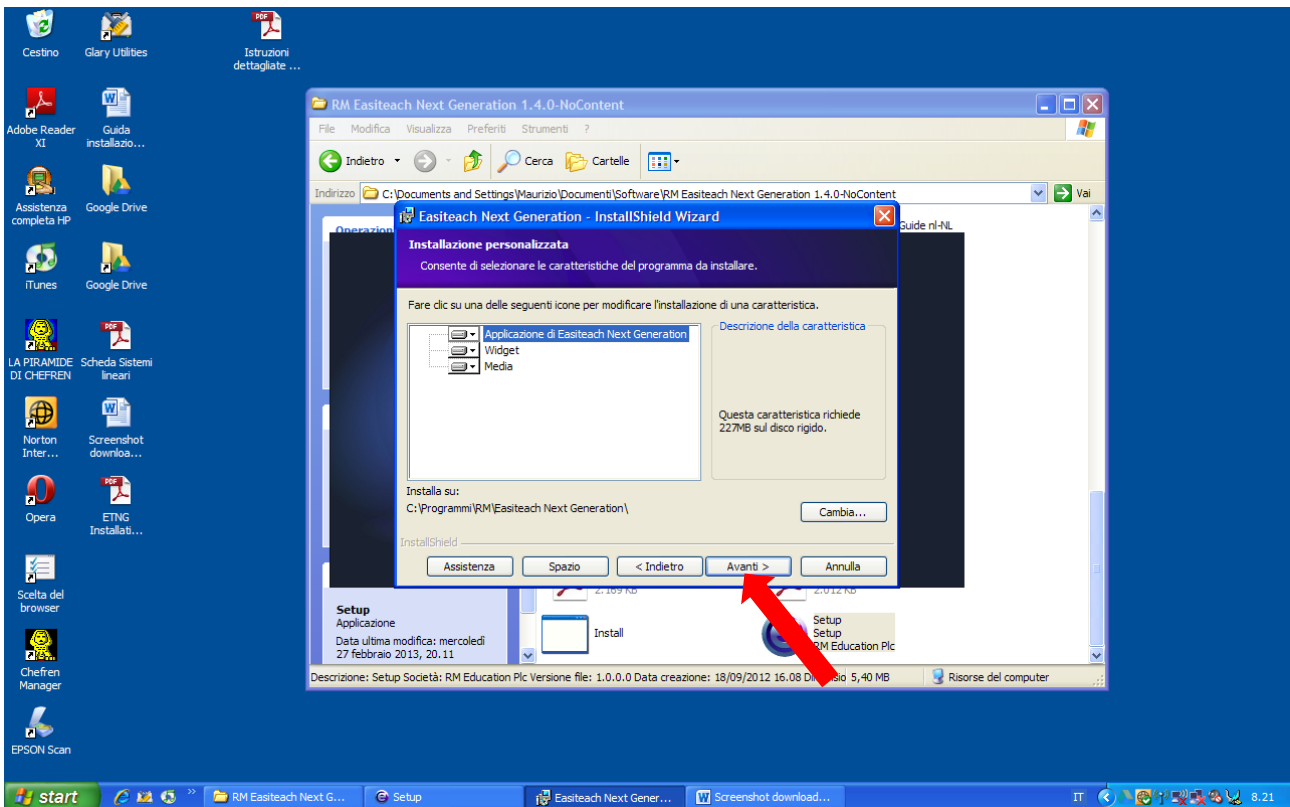 Cestino
Glary Utilities
Istruzioni
dettagliate ...
Adobe Reader
XI
Guida
installazio...
Assistenza
completa HP
Google Drive
iTunes
Google Drive
LA PIRAMIDE
DI CHEFREN
Scheda Sistemi
lineari
Norton
Inter...
Screenshot
downloa...
Opera
ETNG
Installati...
Scelta del
browser
Chefren
Manager
EPSON Scan
RM Easiteach Next Generation 1.4.0-NoContent
File Modifica Visualizza Preferiti Strumenti ?
Indietro Cerca Cartelle
Indirizzo C:\Documents and Settings\Maurizio\Documenti\Software\RM Easiteach Next Generation 1.4.0-NoContent Vai
Guide nl-NL
Easiteach Next Generation - InstallShield Wizard
Installazione personalizzata
Consente di selezionare le caratteristiche del programma da installare.
Fare clic su una delle seguenti icone per modificare l'installazione di una caratteristica.
Applicazione di Easiteach Next Generation
Widget
Media
Descrizione della caratteristica
Questa caratteristica richiede
227MB sul disco rigido.
Installa su:
C:\Programmi\RM\Easiteach Next Generation\
Cambia...
InstallShield
Assistenza Spazio < Indietro Avanti > Annulla
2.169 KB 2.012 KB
Setup
Applicazione
Data ultima modifica: mercoledì
27 febbraio 2013, 20.11
Install
Setup
Setup
RM Education Plc
Descrizione: Setup Società: RM Education Plc Versione file: 1.0.0.0 Data creazione: 18/09/2012 16.08 5,40 MB Risorse del computer
start RM Easiteach Next G... Setup Easiteach Next Gener... Screenshot download... IT 8.21